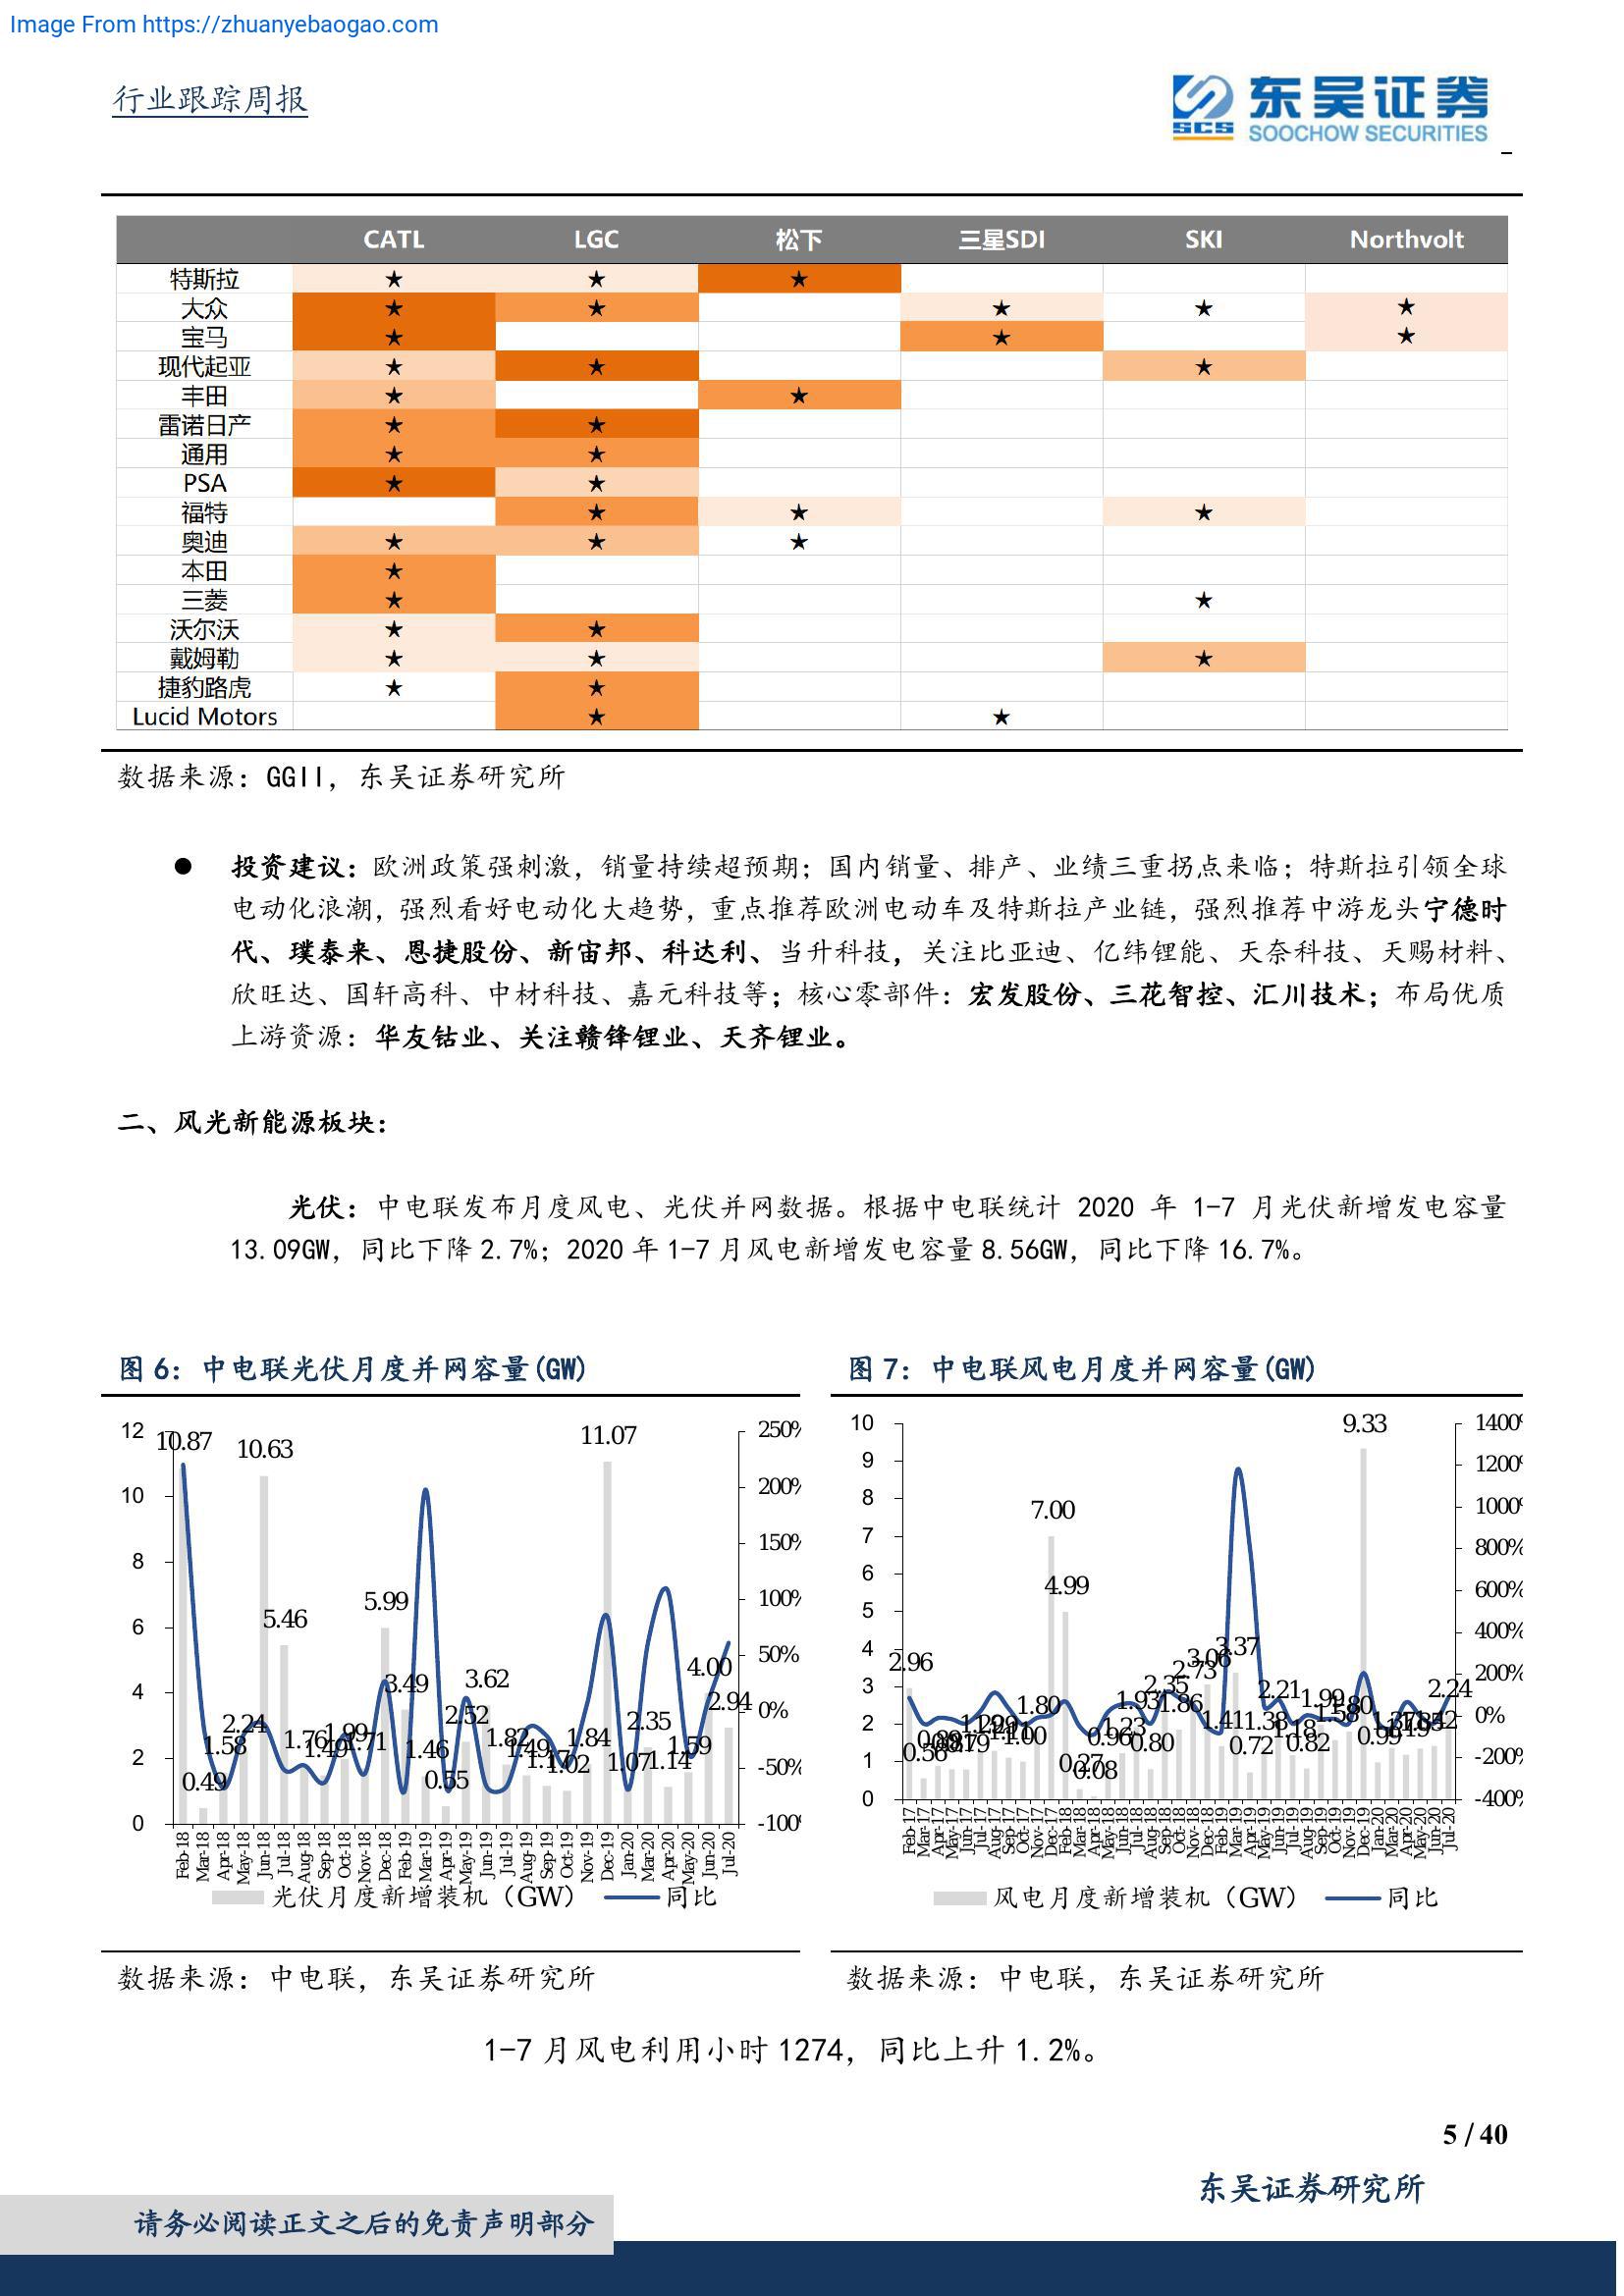 Image From https://zhuanyebaogao.com
行业跟踪周报
东吴证券
SCS SOOCHOW SECURITIES
CATL LGC 松下 三星SDI SKI Northvolt
特斯拉 ★ ★ ★
大众 ★ ★ ★ ★ ★
宝马 ★ ★ ★
现代起亚 ★ ★ ★
丰田 ★ ★
雷诺日产 ★ ★
通用 ★ ★
PSA ★ ★
福特 ★ ★ ★
奥迪 ★ ★ ★
本田 ★
三菱 ★ ★
沃尔沃 ★ ★
戴姆勒 ★ ★ ★
捷豹路虎 ★ ★
Lucid Motors ★ ★
数据来源：GGII，东吴证券研究所
● 投资建议：欧洲政策强刺激，销量持续超预期；国内销量、排产、业绩三重拐点来临；特斯拉引领全球
电动化浪潮，强烈看好电动化大趋势，重点推荐欧洲电动车及特斯拉产业链，强烈推荐中游龙头宁德时
代、璞泰来、恩捷股份、新宙邦、科达利、当升科技，关注比亚迪、亿纬锂能、天奈科技、天赐材料、
欣旺达、国轩高科、中材科技、嘉元科技等；核心零部件：宏发股份、三花智控、汇川技术；布局优质
上游资源：华友钴业、关注赣锋锂业、天齐锂业。
二、风光新能源板块：
光伏：中电联发布月度风电、光伏并网数据。根据中电联统计 2020 年 1-7 月光伏新增发电容量
13.09GW，同比下降 2.7%；2020 年 1-7 月风电新增发电容量 8.56GW，同比下降 16.7%。
图 6：中电联光伏月度并网容量(GW)
12
10
8
6
4
2
0
10.87 0.49 1.58 2.24 10.63 5.46 1.76 1.49 1.99 1.71 5.99 3.49 1.46 0.55 2.52 3.62 1.82 1.49 1.17 1.02 1.84 11.07 1.07 2.35 1.14 1.59 4.00 2.94
250%
200%
150%
100%
50%
0%
-50%
-100%
Feb-18 Mar-18 Apr-18 May-18 Jun-18 Jul-18 Aug-18 Sep-18 Oct-18 Nov-18 Dec-18 Feb-19 Mar-19 Apr-19 May-19 Jun-19 Jul-19 Aug-19 Sep-19 Oct-19 Nov-19 Dec-19 Jan-20 Mar-20 Apr-20 May-20 Jun-20 Jul-20
光伏月度新增装机（GW） 同比
数据来源：中电联，东吴证券研究所
图 7：中电联风电月度并网容量(GW)
10
9
8
7
6
5
4
3
2
1
0
2.96 0.56 1.10 1.00 1.80 7.00 4.99 0.27 0.08 0.96 1.23 1.93 0.80 2.35 1.86 2.73 3.06 1.41 3.37 0.72 1.38 2.21 1.18 0.82 1.99 1.58 1.80 9.33 0.99 2.24
1400%
1200%
1000%
800%
600%
400%
200%
0%
-200%
-400%
Feb-17 Mar-17 Apr-17 May-17 Jun-17 Jul-17 Aug-17 Sep-17 Oct-17 Nov-17 Dec-17 Feb-18 Mar-18 Apr-18 May-18 Jun-18 Jul-18 Aug-18 Sep-18 Oct-18 Nov-18 Dec-18 Feb-19 Mar-19 Apr-19 May-19 Jun-19 Jul-19 Aug-19 Sep-19 Oct-19 Nov-19 Dec-19 Jan-20 Mar-20 Apr-20 May-20 Jun-20 Jul-20
风电月度新增装机（GW） 同比
数据来源：中电联，东吴证券研究所
1-7 月风电利用小时 1274，同比上升 1.2%。
5 / 40
东吴证券研究所
请务必阅读正文之后的免责声明部分